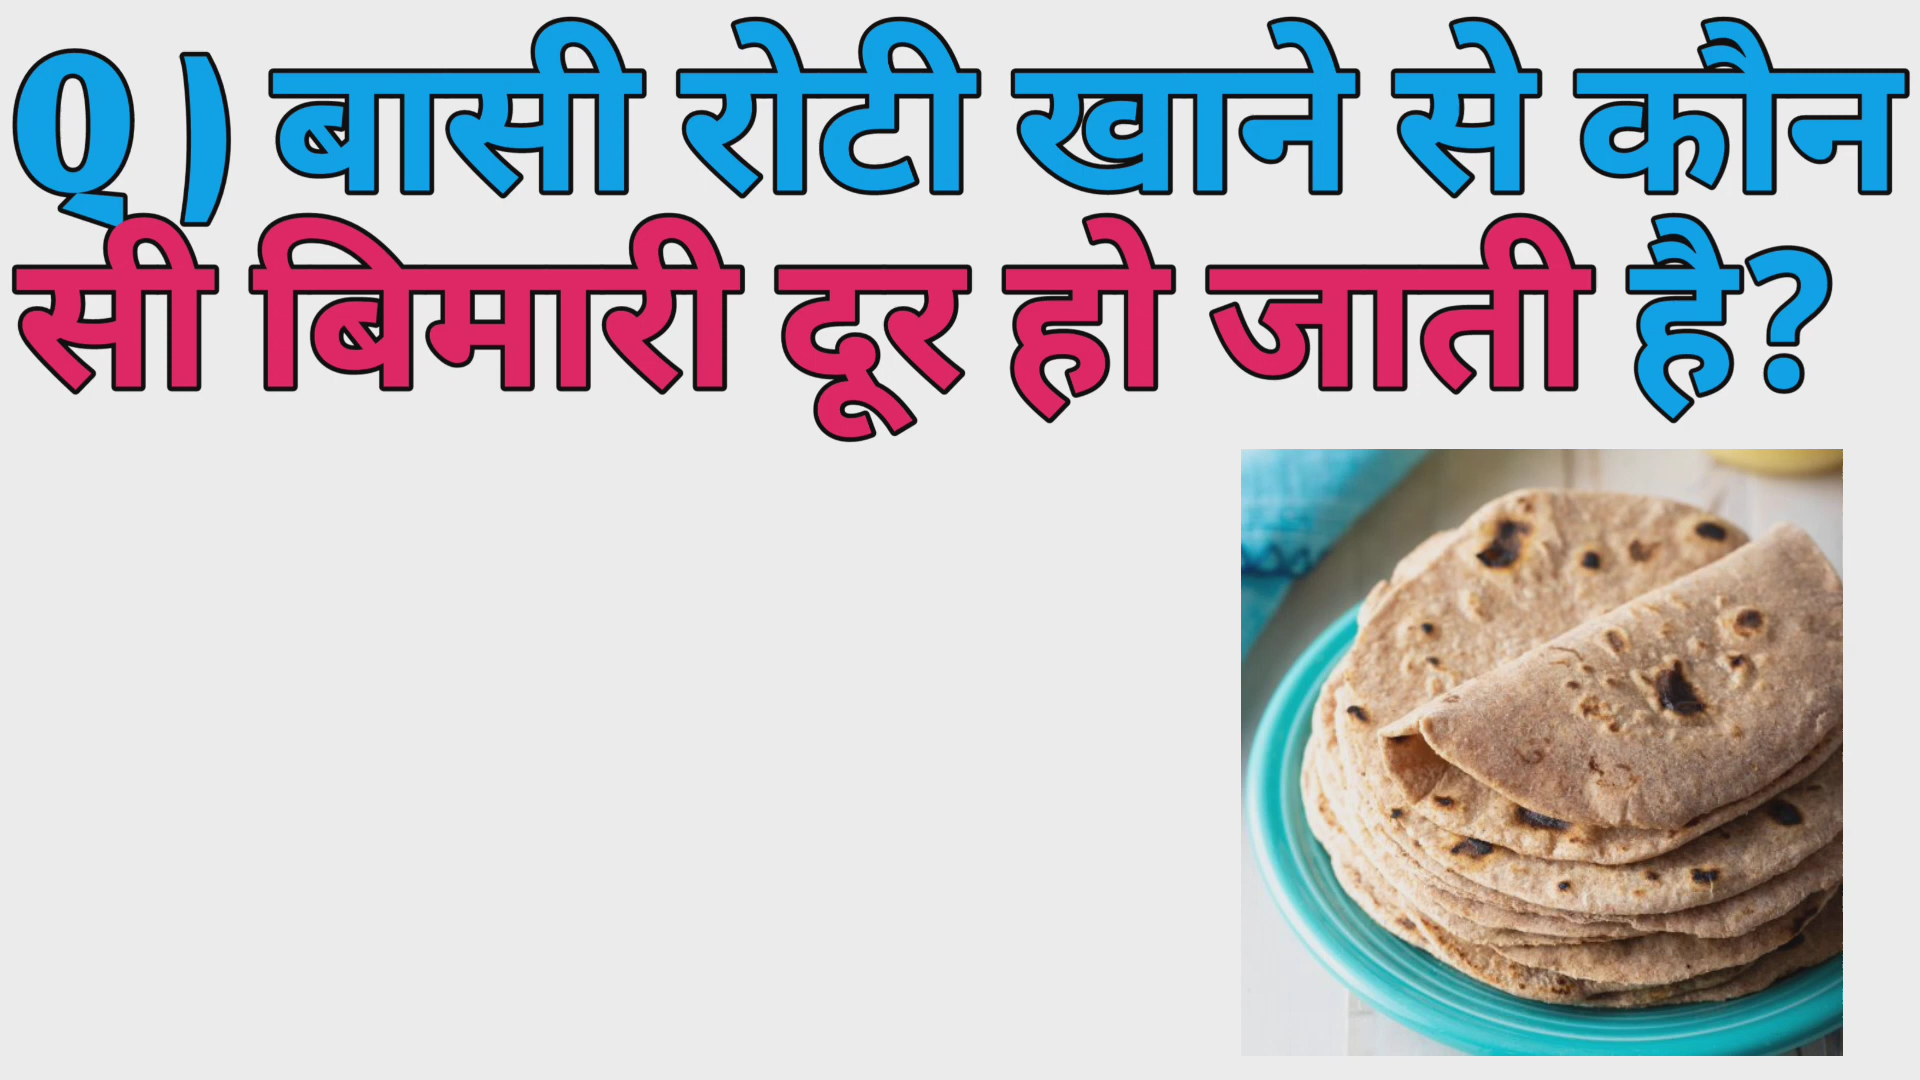 Q ) बासी रोटी खाने से कौन
सी बिमारी दूर हो जाती है?